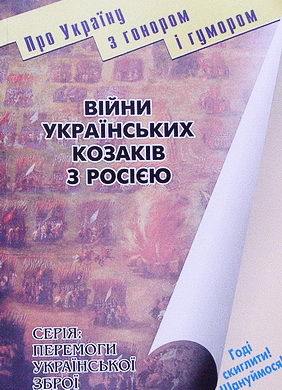 Про Україну
з гонором
і гумором
ВІЙНИ
УКРАЇНСЬКИХ
КОЗАКІВ
З РОСІЄЮ
СЕРІЯ:
ПЕРЕМОГИ
УКРАЇНСЬКОЇ
ЗБРОЇ
Годі
скиглити!
Шануймося!